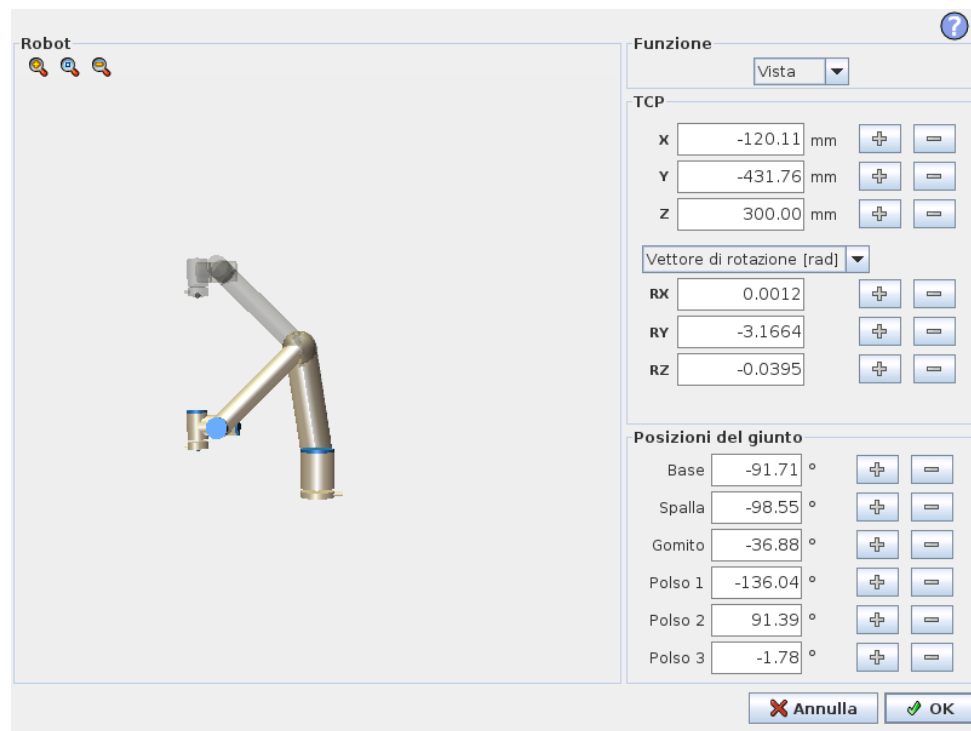 Robot
?
Funzione
Vista
TCP
X -120.11 mm
Y -431.76 mm
Z 300.00 mm
Vettore di rotazione [rad]
RX 0.0012
RY -3.1664
RZ -0.0395
Posizioni del giunto
Base -91.71 °
Spalla -98.55 °
Gomito -36.88 °
Polso 1 -136.04 °
Polso 2 91.39 °
Polso 3 -1.78 °
Annulla OK